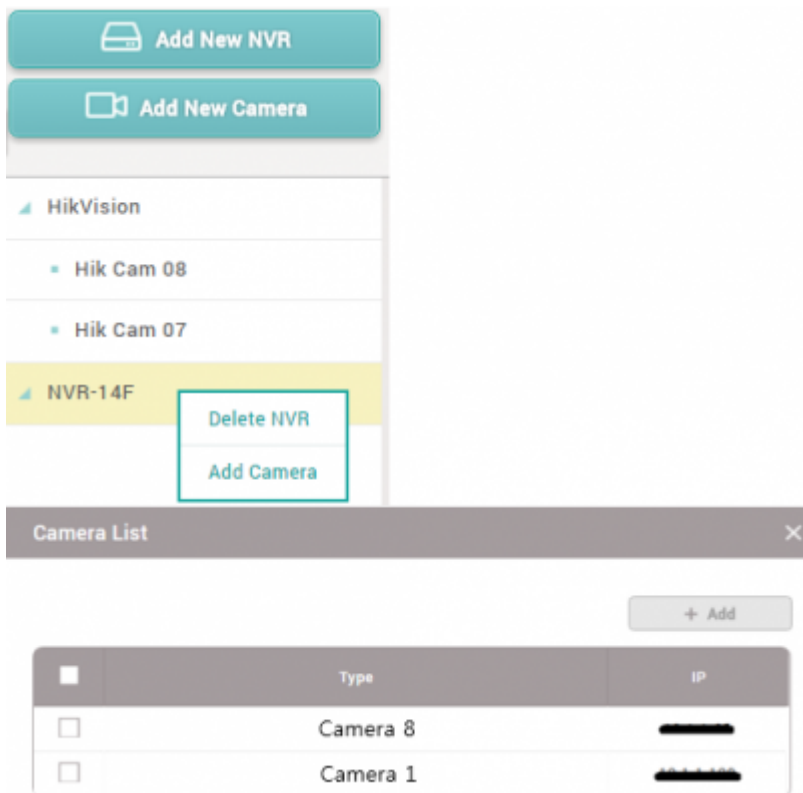 Add New NVR
Add New Camera
HikVision
Hik Cam 08
Hik Cam 07
NVR-14F
Delete NVR
Add Camera
Camera List
+ Add
Type IP
Camera 8
Camera 1